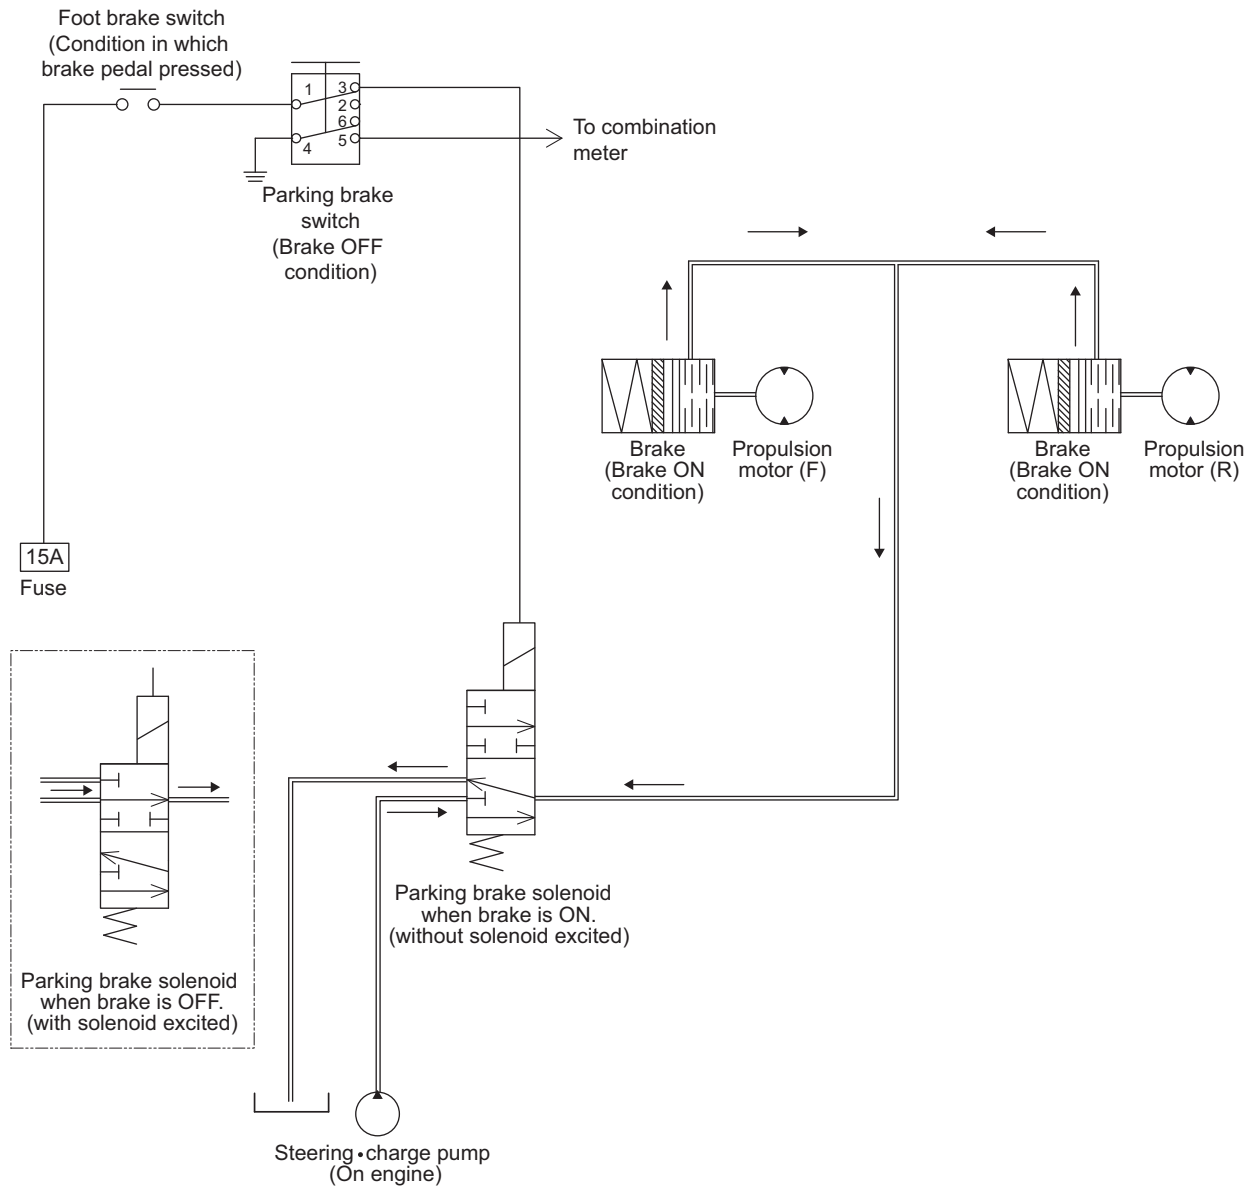 Foot brake switch
(Condition in which
brake pedal pressed)
1
3
2
6
5
4
To combination
meter
Parking brake
switch
(Brake OFF
condition)
Brake
(Brake ON
condition)
Propulsion
motor (F)
Brake
(Brake ON
condition)
Propulsion
motor (R)
15A
Fuse
Parking brake solenoid
when brake is ON.
(without solenoid excited)
Parking brake solenoid
when brake is OFF.
(with solenoid excited)
Steering•charge pump
(On engine)